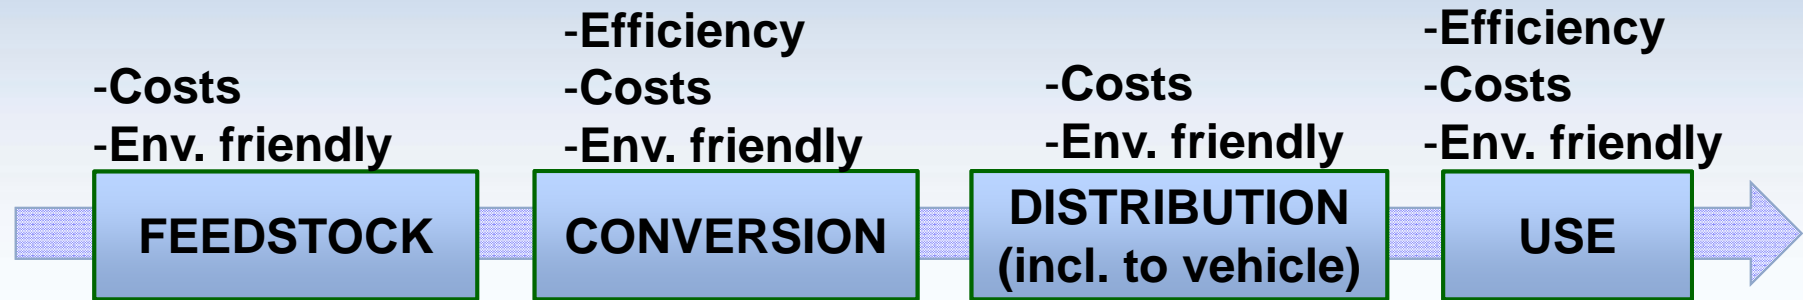 -Costs
-Env. friendly
FEEDSTOCK
-Efficiency
-Costs
-Env. friendly
CONVERSION
-Costs
-Env. friendly
DISTRIBUTION
(incl. to vehicle)
-Efficiency
-Costs
-Env. friendly
USE